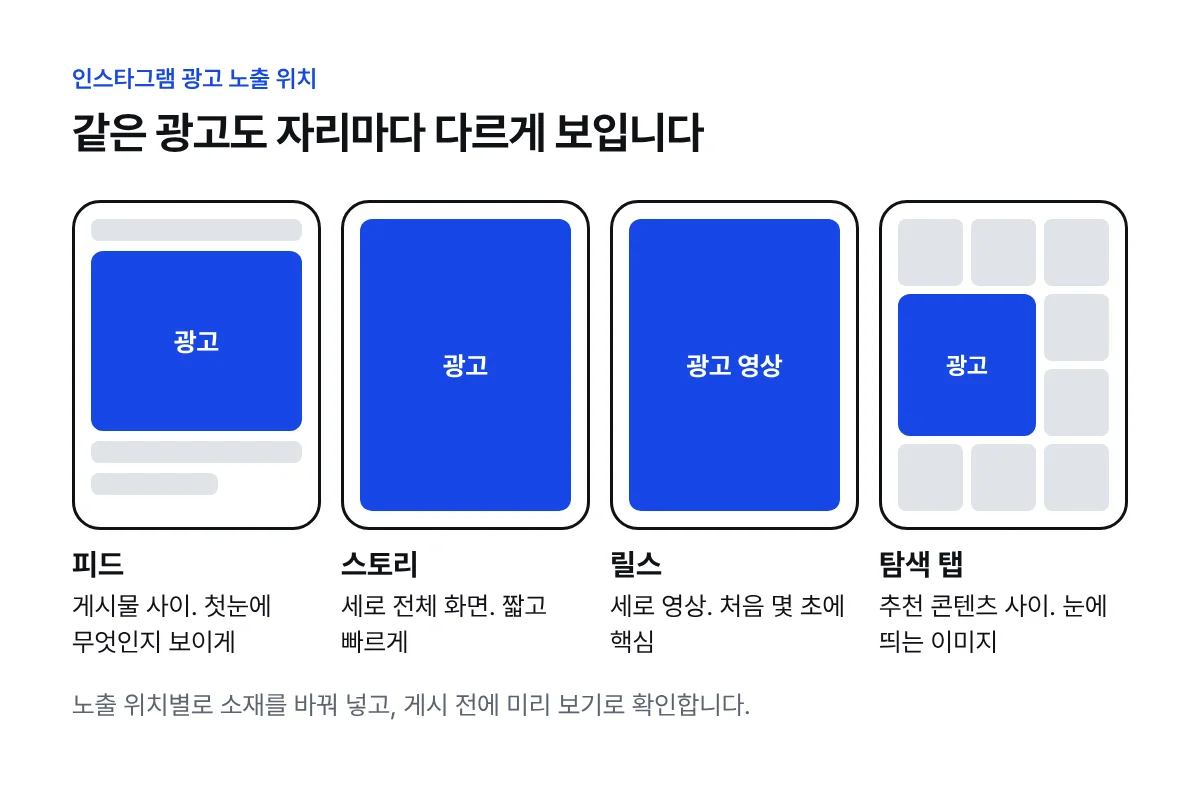 인스타그램 광고 노출 위치
같은 광고도 자리마다 다르게 보입니다
광고
광고
광고 영상
광고
피드
게시물 사이. 첫눈에
무엇인지 보이게
스토리
세로 전체 화면. 짧고
빠르게
릴스
세로 영상. 처음 몇 초에
핵심
탐색 탭
추천 콘텐츠 사이. 눈에
띄는 이미지
노출 위치별로 소재를 바꿔 넣고, 게시 전에 미리 보기로 확인합니다.